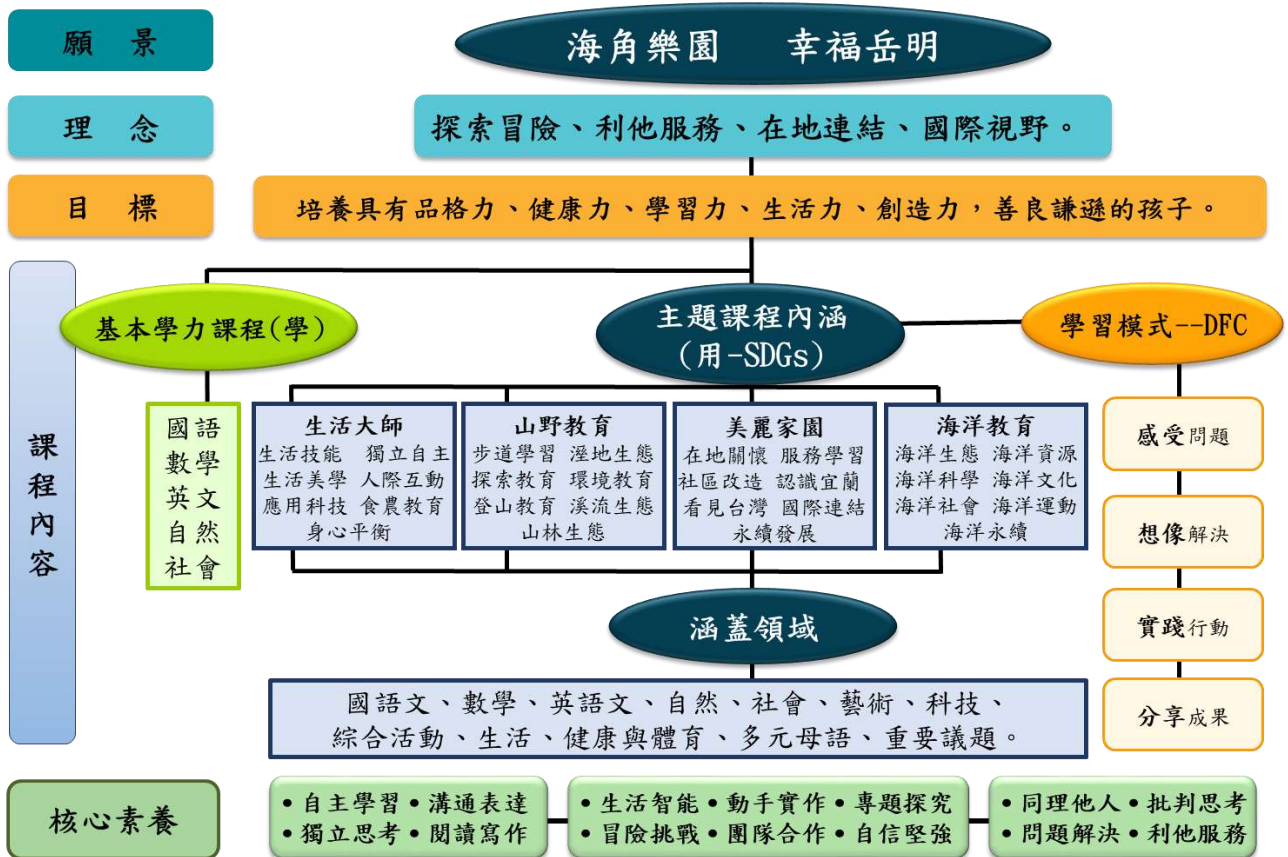 願 景
海角樂園 幸福岳明
理 念
探索冒險、利他服務、在地連結、國際視野。
目 標
培養具有品格力、健康力、學習力、生活力、創造力，善良謙遜的孩子。
課程內容
基本學力課程(學)
國語
數學
英文
自然
社會
主題課程內涵
(用-SDGs)
生活大師
生活技能 獨立自主
生活美學 人際互動
應用科技 食農教育
身心平衡
山野教育
步道學習 溼地生態
探索教育 環境教育
登山教育 溪流生態
山林生態
美麗家園
在地關懷 服務學習
社區改造 認識宜蘭
看見台灣 國際連結
永續發展
海洋教育
海洋生態 海洋資源
海洋科學 海洋文化
海洋社會 海洋運動
海洋永續
學習模式--DFC
感受問題
想像解決
實踐行動
分享成果
涵蓋領域
國語文、數學、英語文、自然、社會、藝術、科技、
綜合活動、生活、健康與體育、多元母語、重要議題。
核心素養
• 自主學習 • 溝通表達
• 獨立思考 • 閱讀寫作
• 生活智能 • 動手實作 • 專題探究
• 冒險挑戰 • 團隊合作 • 自信堅強
• 同理他人 • 批判思考
• 問題解決 • 利他服務